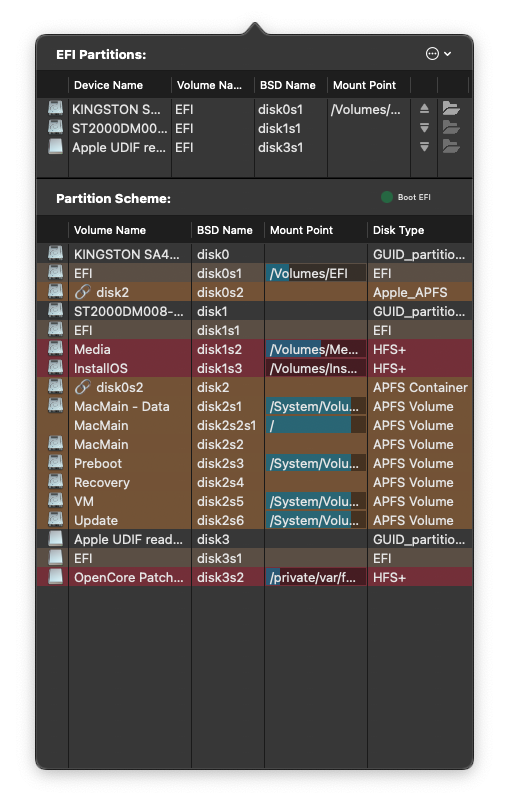 EFI Partitions:
Device Name Volume Na... BSD Name Mount Point
KINGSTON S... EFI disk0s1 /Volumes/...
ST2000DM00... EFI disk1s1
Apple UDIF re... EFI disk3s1
Partition Scheme: Boot EFI
Volume Name BSD Name Mount Point Disk Type
KINGSTON SA4... disk0 GUID_partitio...
EFI disk0s1 /Volumes/EFI EFI
disk2 disk0s2 Apple_APFS
ST2000DM008-... disk1 GUID_partitio...
EFI disk1s1 EFI
Media disk1s2 /Volumes/Me... HFS+
InstallOS disk1s3 /Volumes/Ins... HFS+
disk0s2 disk2 APFS Container
MacMain - Data disk2s1 /System/Volu... APFS Volume
MacMain disk2s2s1 / APFS Volume
MacMain disk2s2 APFS Volume
Preboot disk2s3 /System/Volu... APFS Volume
Recovery disk2s4 APFS Volume
VM disk2s5 /System/Volu... APFS Volume
Update disk2s6 /System/Volu... APFS Volume
Apple UDIF read... disk3 GUID_partitio...
EFI disk3s1 EFI
OpenCore Patch... disk3s2 /private/var/f... HFS+